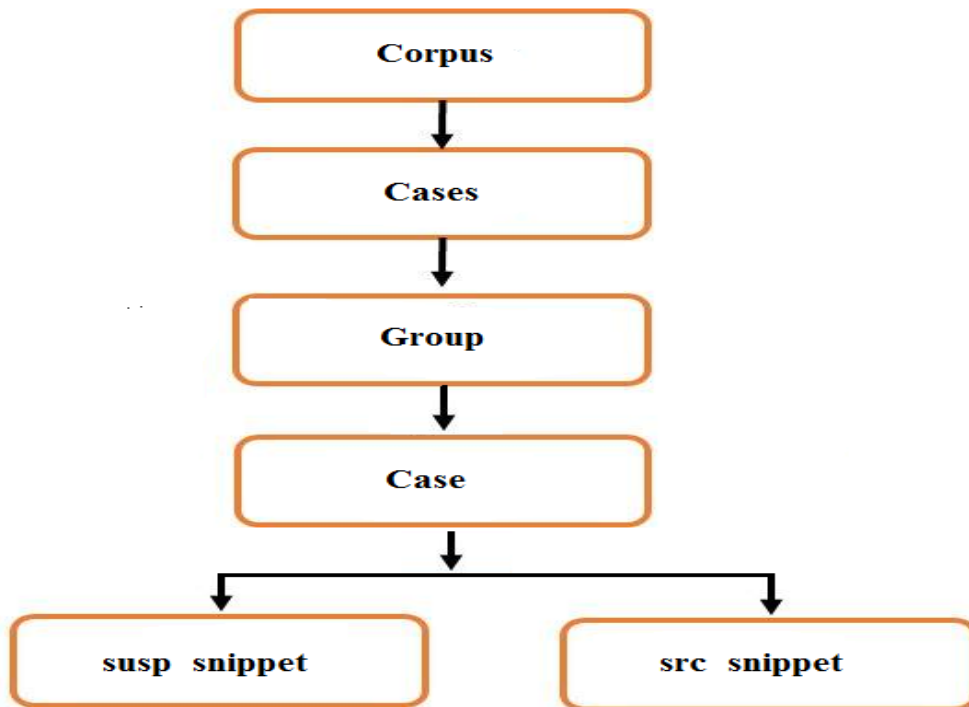 Corpus
Cases
Group
Case
susp snippet
src snippet